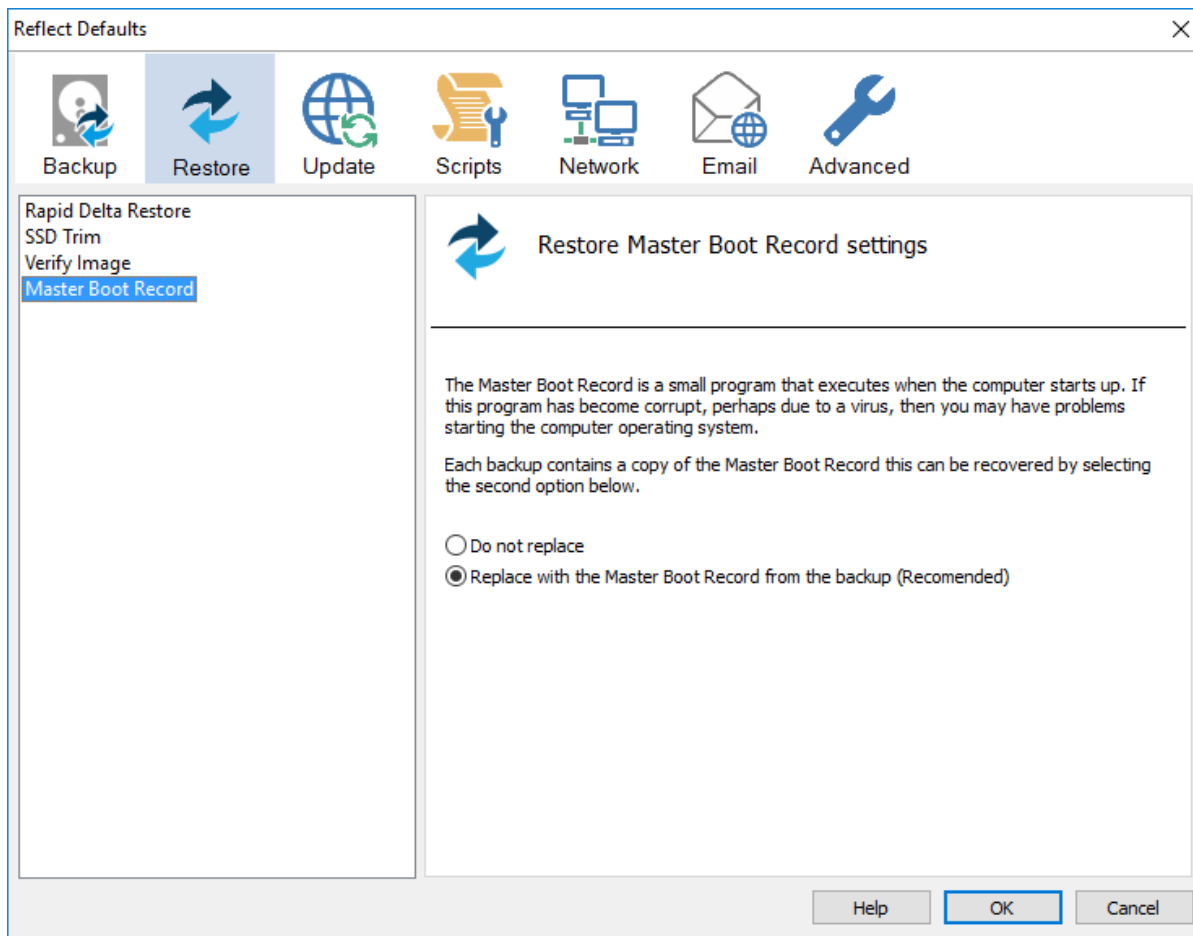 Reflect Defaults
Backup
Restore
Update
Scripts
Network
Email
Advanced
Rapid Delta Restore
SSD Trim
Verify Image
Master Boot Record
Restore Master Boot Record settings
The Master Boot Record is a small program that executes when the computer starts up. If
this program has become corrupt, perhaps due to a virus, then you may have problems
starting the computer operating system.
Each backup contains a copy of the Master Boot Record this can be recovered by selecting
the second option below.
Do not replace
Replace with the Master Boot Record from the backup (Recomended)
Help
OK
Cancel